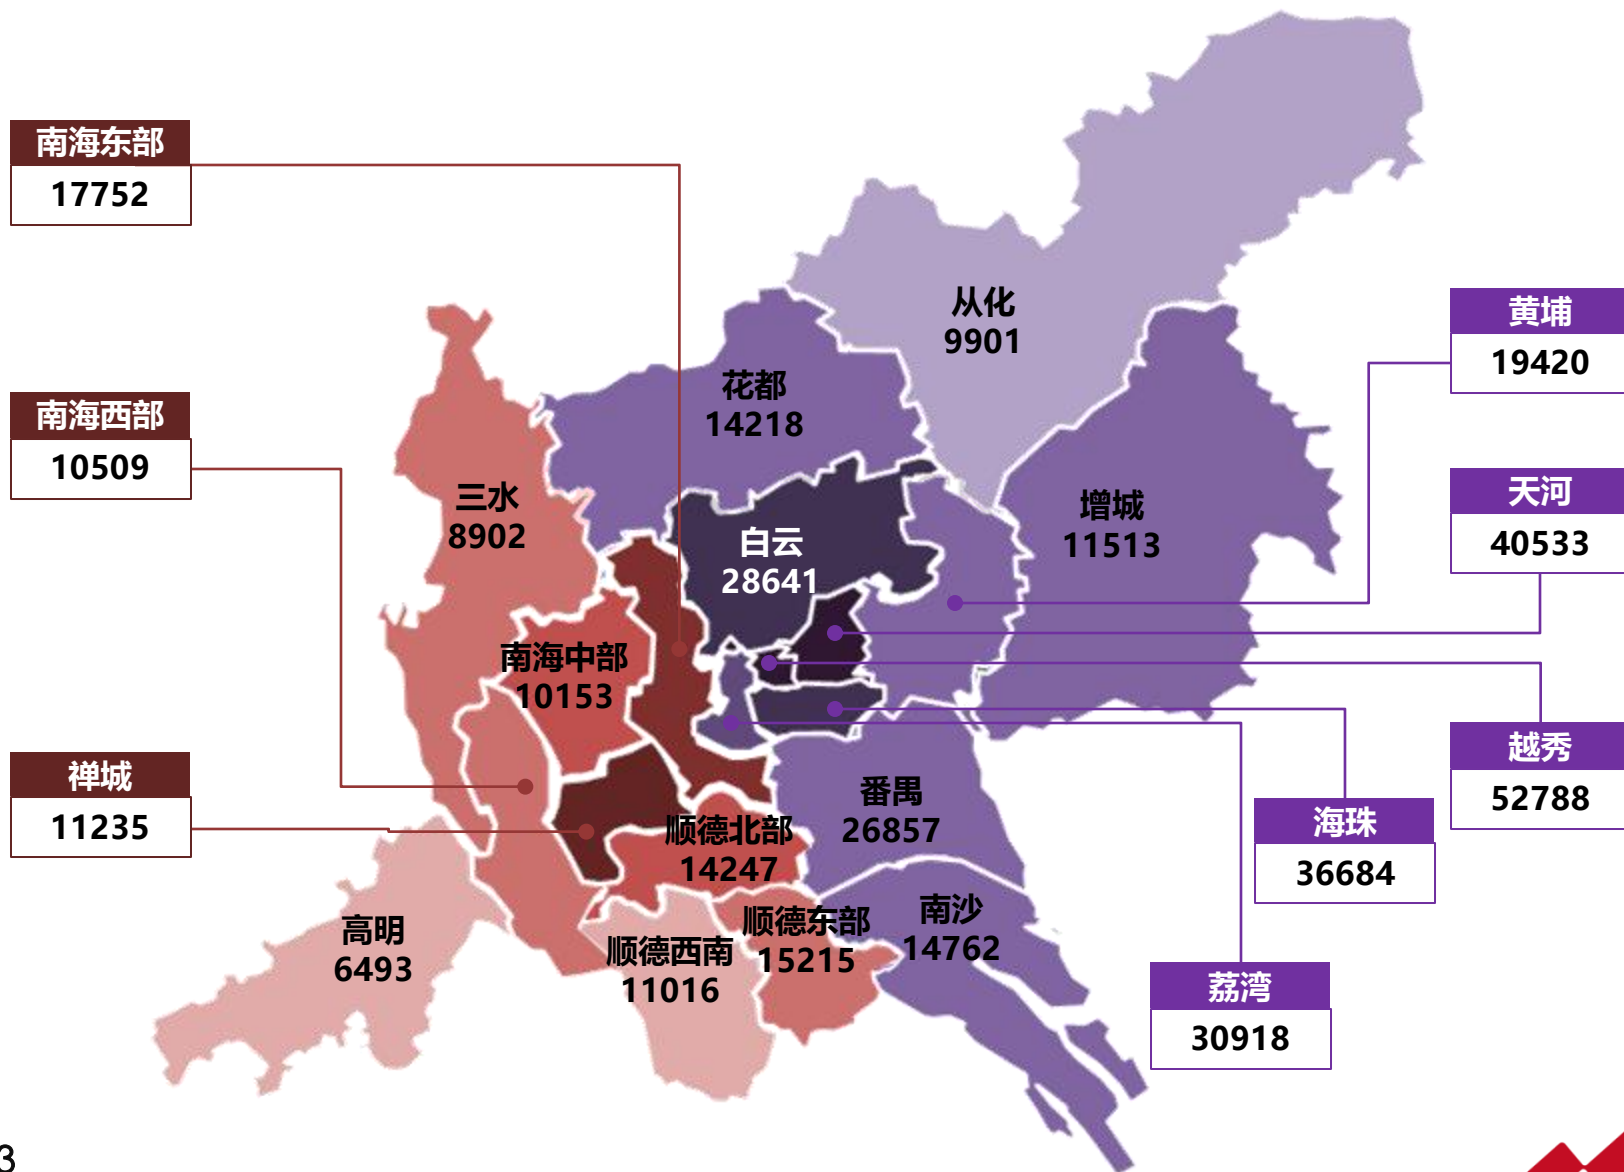 南海东部
17752
从化
9901
黄埔
19420
花都
14218
南海西部
10509
三水
8902
增城
11513
天河
40533
白云
28641
南海中部
10153
越秀
52788
禅城
11235
番禺
26857
海珠
36684
顺德北部
14247
南沙
14762
顺德东部
15215
高明
6493
顺德西南
11016
荔湾
30918
3